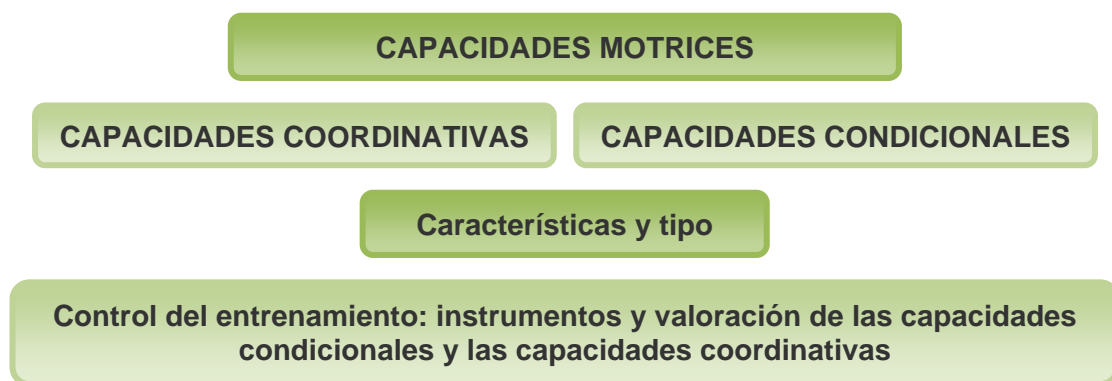 CAPACIDADES MOTRICES
CAPACIDADES COORDINATIVAS
CAPACIDADES CONDICIONALES
Características y tipo
Control del entrenamiento: instrumentos y valoración de las capacidades
condicionales y las capacidades coordinativas